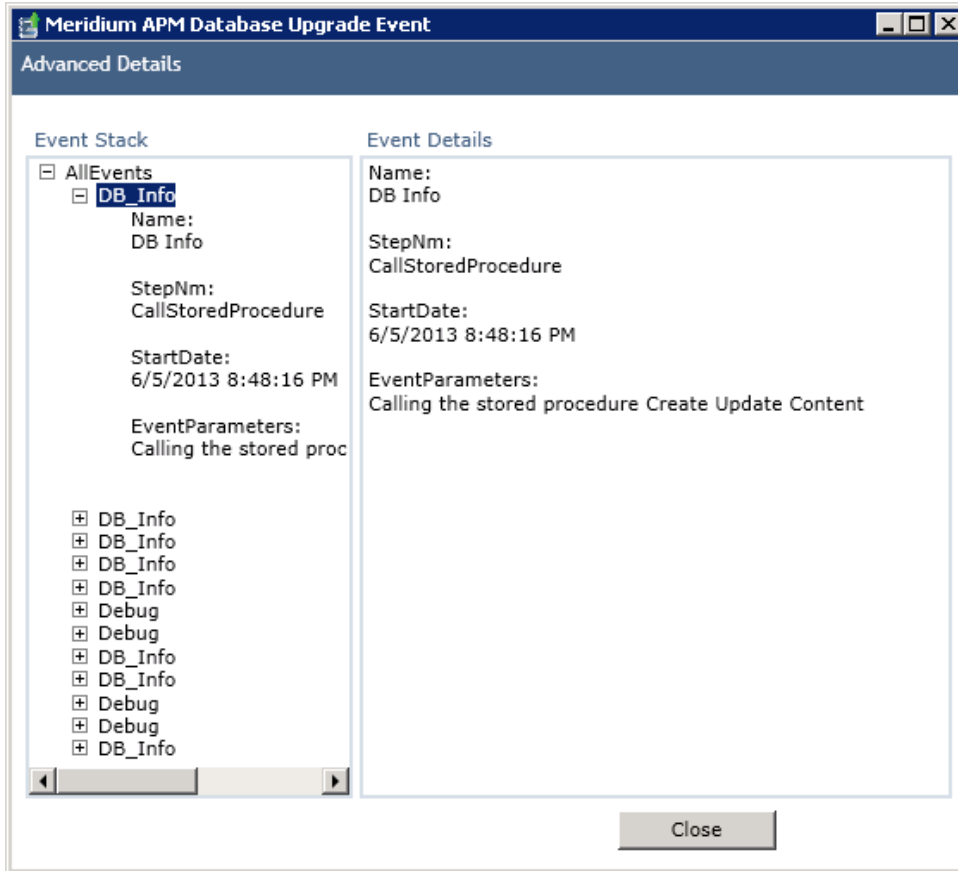 Meridium APM Database Upgrade Event
Advanced Details
Event Stack
AllEvents
DB_Info
Name:
DB Info
StepNm:
CallStoredProcedure
StartDate:
6/5/2013 8:48:16 PM
EventParameters:
Calling the stored proc
DB_Info
DB_Info
DB_Info
DB_Info
Debug
Debug
DB_Info
DB_Info
Debug
Debug
DB_Info
Event Details
Name:
DB Info
StepNm:
CallStoredProcedure
StartDate:
6/5/2013 8:48:16 PM
EventParameters:
Calling the stored procedure Create Update Content
Close